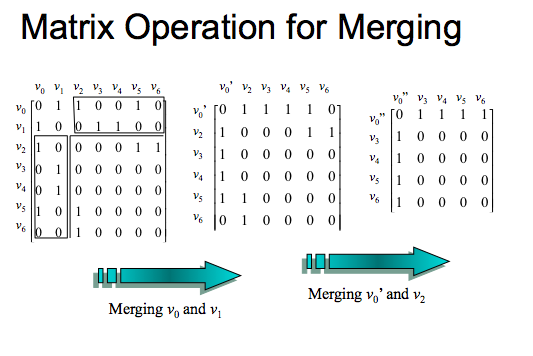 Matrix Operation for Merging
v₀ v₁ v₂ v₃ v₄ v₅ v₆
v₀ 0 1 1 0 0 1 0
v₁ 1 0 0 1 1 0 0
v₂ 1 0 0 0 0 1 1
v₃ 0 1 0 0 0 0 0
v₄ 0 1 0 0 0 0 0
v₅ 1 0 1 0 0 0 0
v₆ 0 0 1 0 0 0 0
Merging v₀ and v₁
v₀' v₂ v₃ v₄ v₅ v₆
v₀' 0 1 1 1 1 0
v₂ 1 0 0 0 1 1
v₃ 1 0 0 0 0 0
v₄ 1 0 0 0 0 0
v₅ 1 1 0 0 0 0
v₆ 0 1 0 0 0 0
Merging v₀' and v₂
v₀" v₃ v₄ v₅ v₆
v₀" 0 1 1 1 1
v₃ 1 0 0 0 0
v₄ 1 0 0 0 0
v₅ 1 0 0 0 0
v₆ 1 0 0 0 0